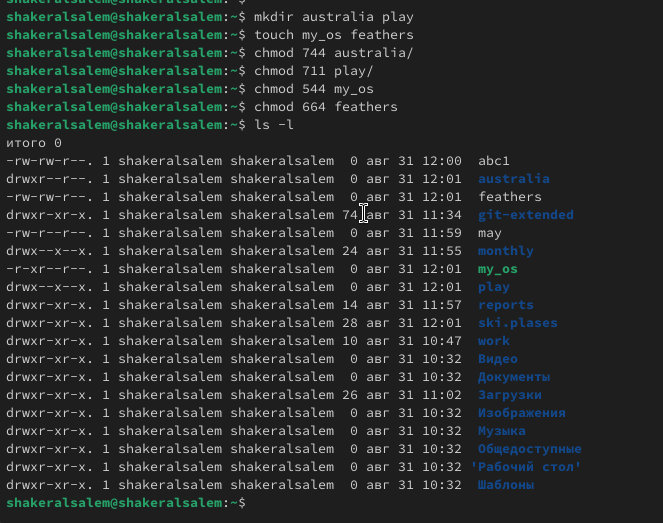 shakeralsalem@shakeralsalem:~$ mkdir australia play
shakeralsalem@shakeralsalem:~$ touch my_os feathers
shakeralsalem@shakeralsalem:~$ chmod 744 australia/
shakeralsalem@shakeralsalem:~$ chmod 711 play/
shakeralsalem@shakeralsalem:~$ chmod 544 my_os
shakeralsalem@shakeralsalem:~$ chmod 664 feathers
shakeralsalem@shakeralsalem:~$ ls -l
итого 0
-rw-rw-r--. 1 shakeralsalem shakeralsalem  0 авг 31 12:00  abc1
drwxr--r--. 1 shakeralsalem shakeralsalem  0 авг 31 12:01  australia
-rw-rw-r--. 1 shakeralsalem shakeralsalem  0 авг 31 12:01  feathers
drwxr-xr-x. 1 shakeralsalem shakeralsalem 74 авг 31 11:34  git-extended
-rw-r--r--. 1 shakeralsalem shakeralsalem  0 авг 31 11:59  may
drwx--x--x. 1 shakeralsalem shakeralsalem 24 авг 31 11:55  monthly
-r-xr--r--. 1 shakeralsalem shakeralsalem  0 авг 31 12:01  my_os
drwx--x--x. 1 shakeralsalem shakeralsalem  0 авг 31 12:01  play
drwxr-xr-x. 1 shakeralsalem shakeralsalem 14 авг 31 11:57  reports
drwxr-xr-x. 1 shakeralsalem shakeralsalem 28 авг 31 12:01  ski.plases
drwxr-xr-x. 1 shakeralsalem shakeralsalem 10 авг 31 10:47  work
drwxr-xr-x. 1 shakeralsalem shakeralsalem  0 авг 31 10:32  Видео
drwxr-xr-x. 1 shakeralsalem shakeralsalem  0 авг 31 10:32  Документы
drwxr-xr-x. 1 shakeralsalem shakeralsalem 26 авг 31 11:02  Загрузки
drwxr-xr-x. 1 shakeralsalem shakeralsalem  0 авг 31 10:32  Изображения
drwxr-xr-x. 1 shakeralsalem shakeralsalem  0 авг 31 10:32  Музыка
drwxr-xr-x. 1 shakeralsalem shakeralsalem  0 авг 31 10:32  Общедоступные
drwxr-xr-x. 1 shakeralsalem shakeralsalem  0 авг 31 10:32 'Рабочий стол'
drwxr-xr-x. 1 shakeralsalem shakeralsalem  0 авг 31 10:32  Шаблоны
shakeralsalem@shakeralsalem:~$